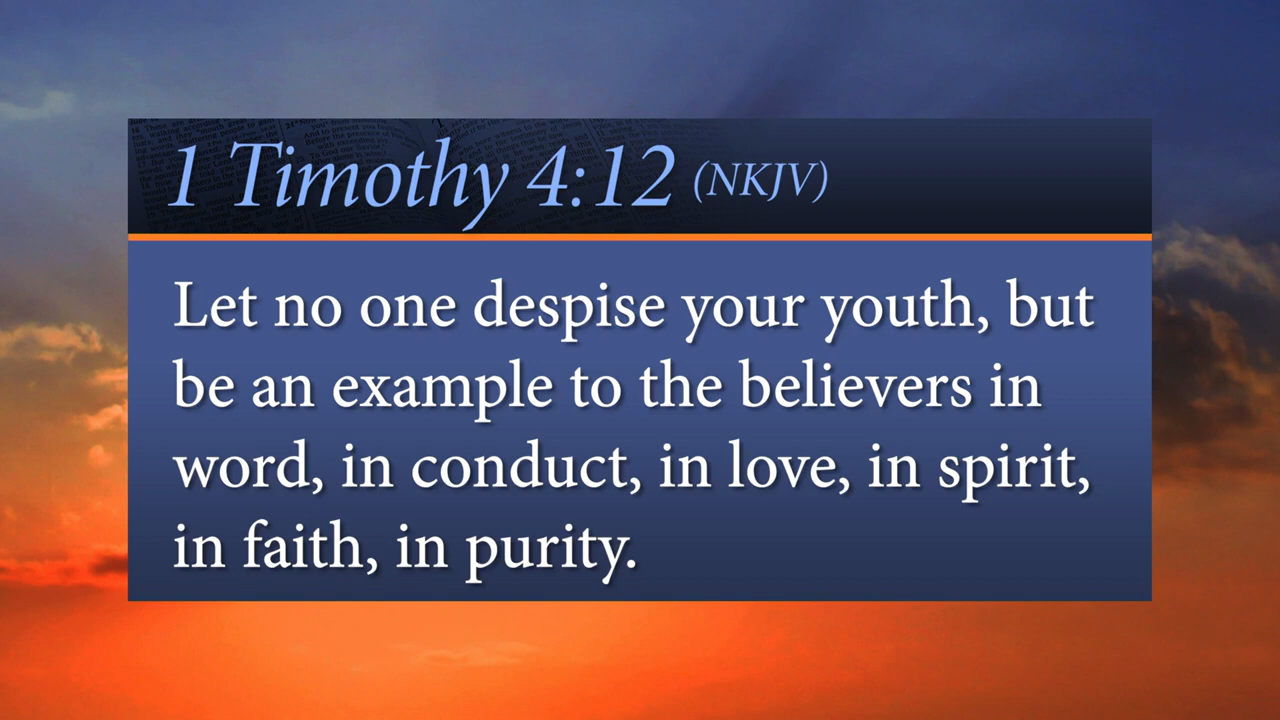 1 Timothy 4:12 (NKJV)
Let no one despise your youth, but
be an example to the believers in
word, in conduct, in love, in spirit,
in faith, in purity.